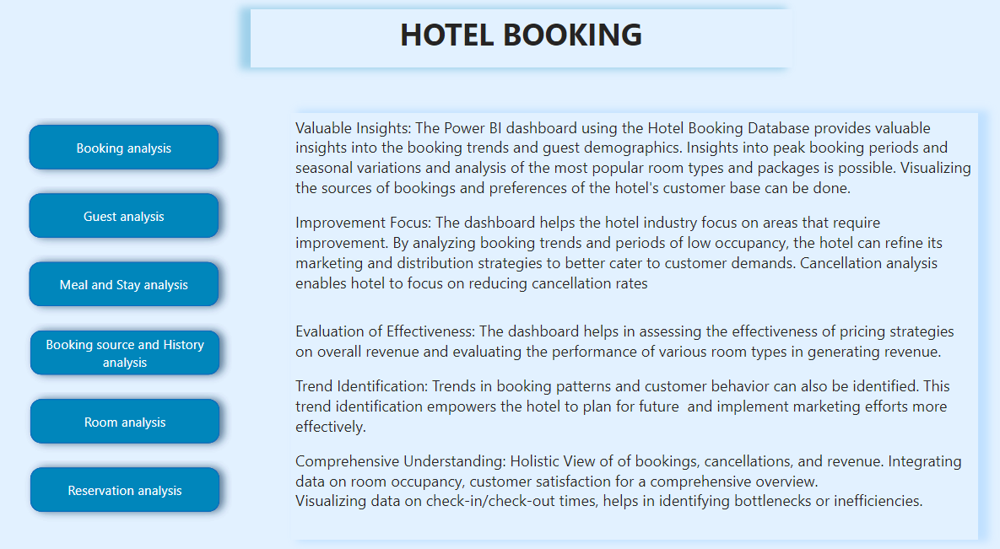 HOTEL BOOKING
Booking analysis
Guest analysis
Meal and Stay analysis
Booking source and History
analysis
Room analysis
Reservation analysis
Valuable Insights: The Power BI dashboard using the Hotel Booking Database provides valuable
insights into the booking trends and guest demographics. Insights into peak booking periods and
seasonal variations and analysis of the most popular room types and packages is possible. Visualizing
the sources of bookings and preferences of the hotel's customer base can be done.
Improvement Focus: The dashboard helps the hotel industry focus on areas that require
improvement. By analyzing booking trends and periods of low occupancy, the hotel can refine its
marketing and distribution strategies to better cater to customer demands. Cancellation analysis
enables hotel to focus on reducing cancellation rates
Evaluation of Effectiveness: The dashboard helps in assessing the effectiveness of pricing strategies
on overall revenue and evaluating the performance of various room types in generating revenue.
Trend Identification: Trends in booking patterns and customer behavior can also be identified. This
trend identification empowers the hotel to plan for future  and implement marketing efforts more
effectively.
Comprehensive Understanding: Holistic View of of bookings, cancellations, and revenue. Integrating
data on room occupancy, customer satisfaction for a comprehensive overview.
Visualizing data on check-in/check-out times, helps in identifying bottlenecks or inefficiencies.